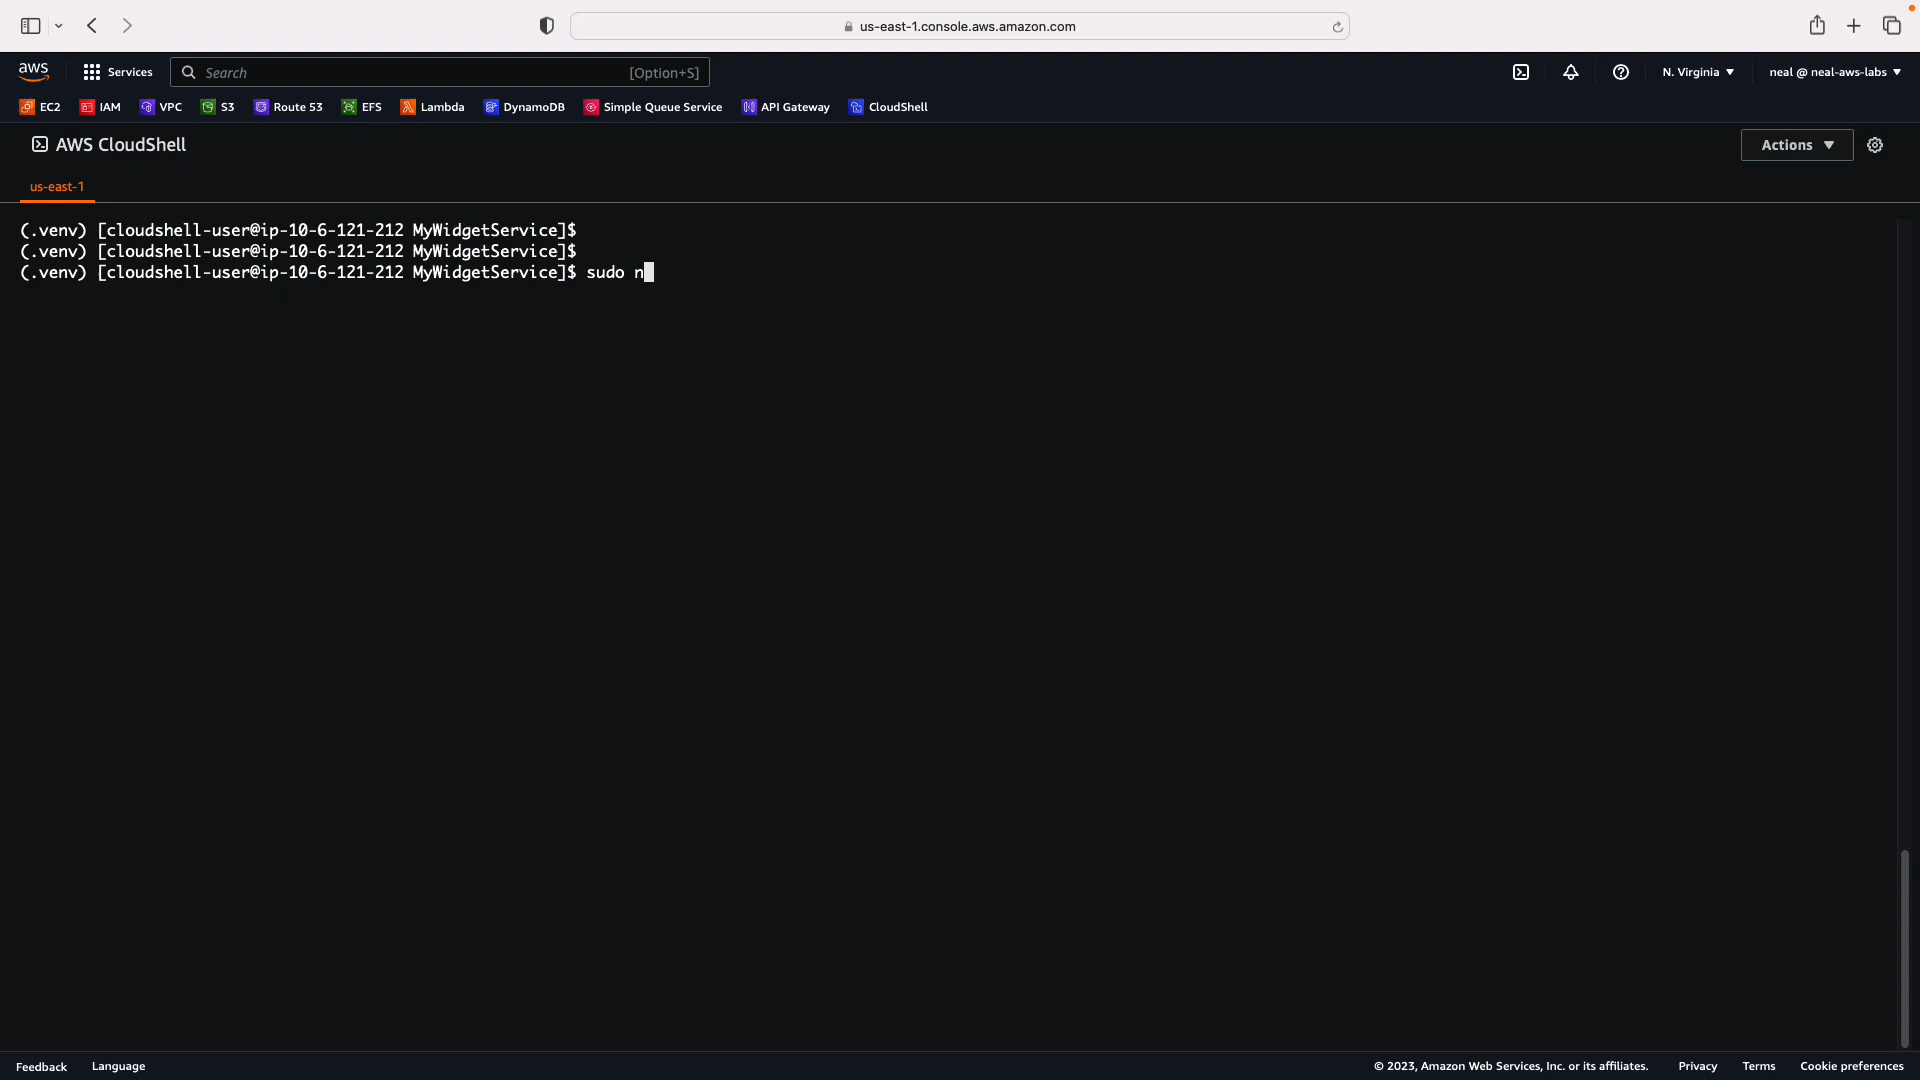 us-east-1.console.aws.amazon.com
aws Services Search [Option+S] N. Virginia neal @ neal-aws-labs
EC2 IAM VPC S3 Route 53 EFS Lambda DynamoDB Simple Queue Service API Gateway CloudShell
AWS CloudShell Actions
us-east-1
(.venv) [cloudshell-user@ip-10-6-121-212 MyWidgetService]$
(.venv) [cloudshell-user@ip-10-6-121-212 MyWidgetService]$
(.venv) [cloudshell-user@ip-10-6-121-212 MyWidgetService]$ sudo n
Feedback Language © 2023, Amazon Web Services, Inc. or its affiliates. Privacy Terms Cookie preferences